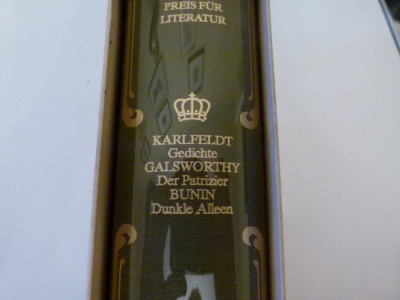 PREIS FÜR
LITERATUR
KARLFELDT
Gedichte
GALSWORTHY
Der Patrizier
BUNIN
Dunkle Alleen